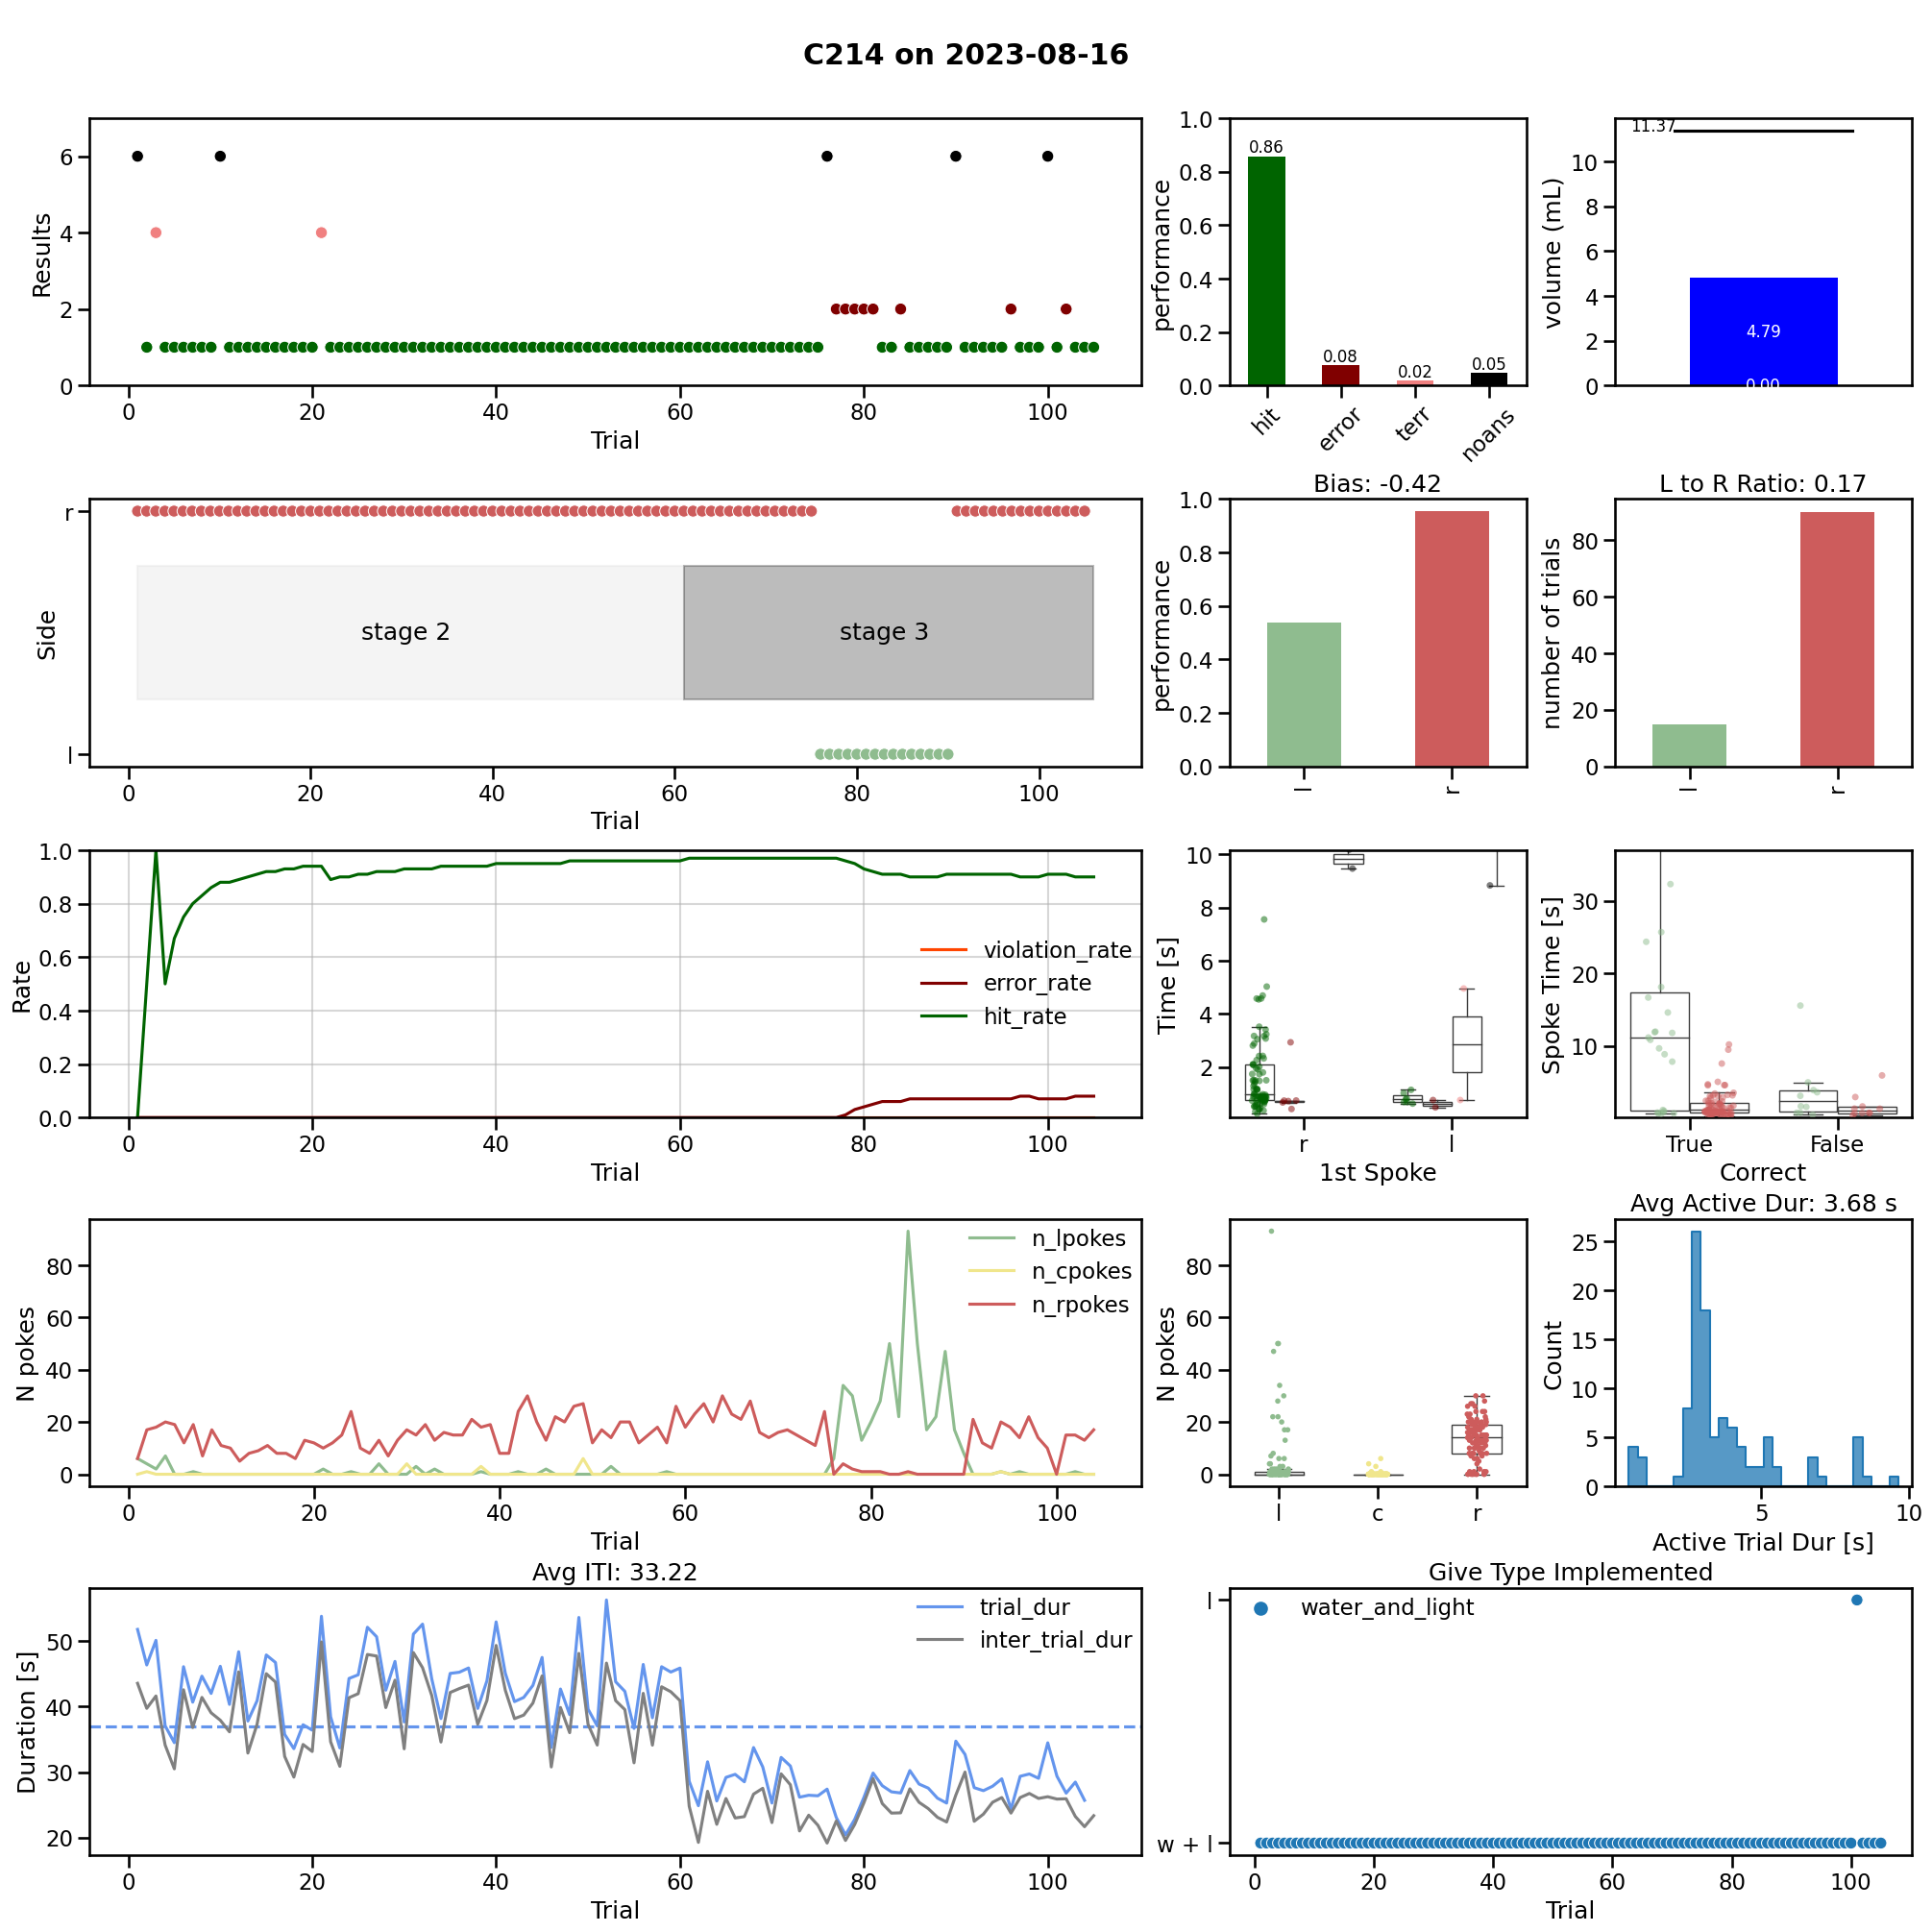 C214 on 2023-08-16
Results
6
4
2
0
0 20 40 60 80 100
Trial
performance
1.0
0.8
0.6
0.4
0.2
0.0
0.86
0.08
0.02
0.05
hit error terr noans
volume (mL)
10
8
6
4
2
0
11.37
4.79
0.00
Side
r
l
stage 2
stage 3
0 20 40 60 80 100
Trial
Bias: -0.42
performance
1.0
0.8
0.6
0.4
0.2
0.0
l r
L to R Ratio: 0.17
number of trials
80
60
40
20
0
l r
Rate
1.0
0.8
0.6
0.4
0.2
0.0
violation_rate
error_rate
hit_rate
0 20 40 60 80 100
Trial
Time [s]
10
8
6
4
2
r l
1st Spoke
Spoke Time [s]
30
20
10
True False
Correct
N pokes
80
60
40
20
0
n_lpokes
n_cpokes
n_rpokes
0 20 40 60 80 100
Trial
N pokes
80
60
40
20
0
l c r
Avg Active Dur: 3.68 s
Count
25
20
15
10
5
0
5 10
Active Trial Dur [s]
Avg ITI: 33.22
Duration [s]
50
40
30
20
trial_dur
inter_trial_dur
0 20 40 60 80 100
Trial
Give Type Implemented
l
w + l
water_and_light
0 20 40 60 80 100
Trial